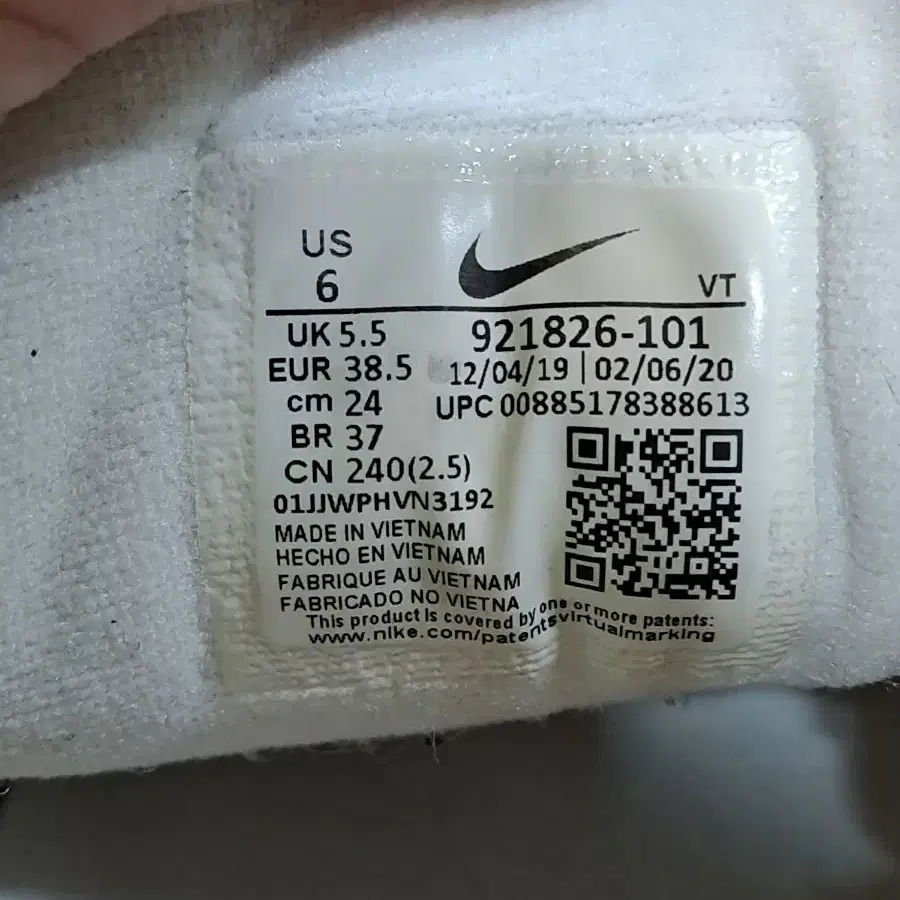 US
6
VT
UK 5.5 921826-101
EUR 38.5 12/04/19 | 02/06/20
cm 24 UPC 00885178388613
BR 37
CN 240(2.5)
01JJWPHVN3192
MADE IN VIETNAM
HECHO EN VIETNAM
FABRIQUE AU VIETNAM
FABRICADO NO VIETNA
This product is covered by one or more patents:
www.nike.com/patentsvirtualmarking